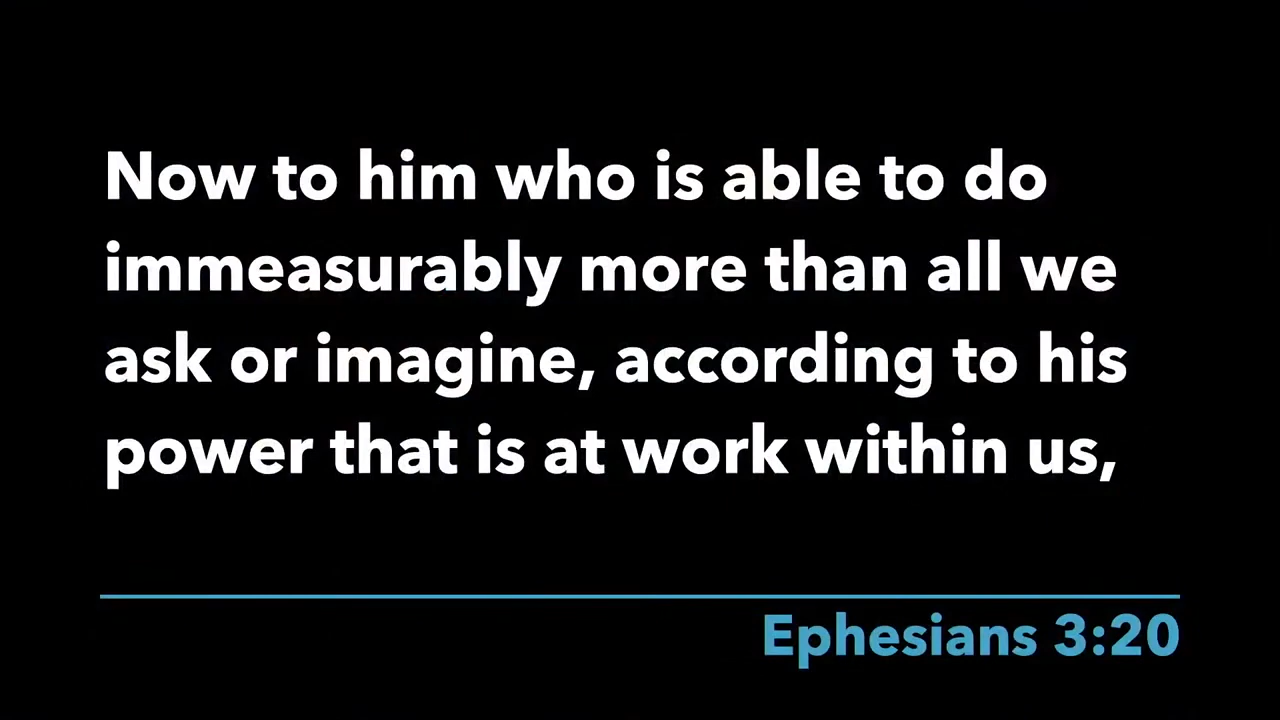 Now to him who is able to do
immeasurably more than all we
ask or imagine, according to his
power that is at work within us,
Ephesians 3:20